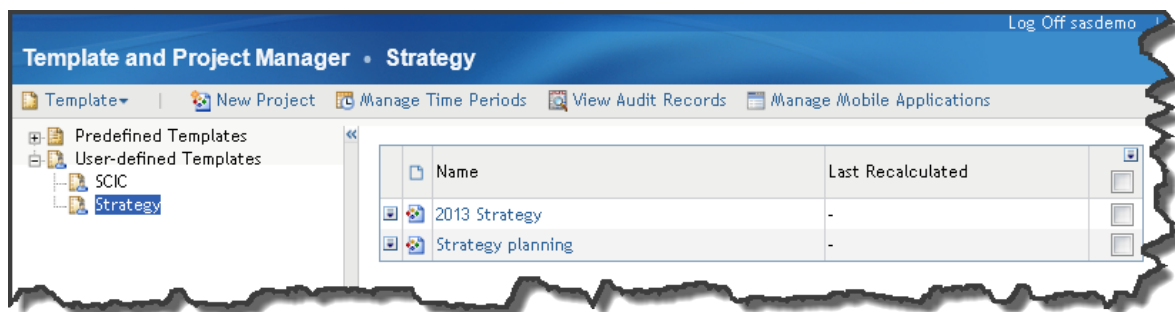 Log Off sasdemo
Template and Project Manager • Strategy
Template New Project Manage Time Periods View Audit Records Manage Mobile Applications
Predefined Templates
User-defined Templates
SCIC
Strategy
Name Last Recalculated
2013 Strategy -
Strategy planning -